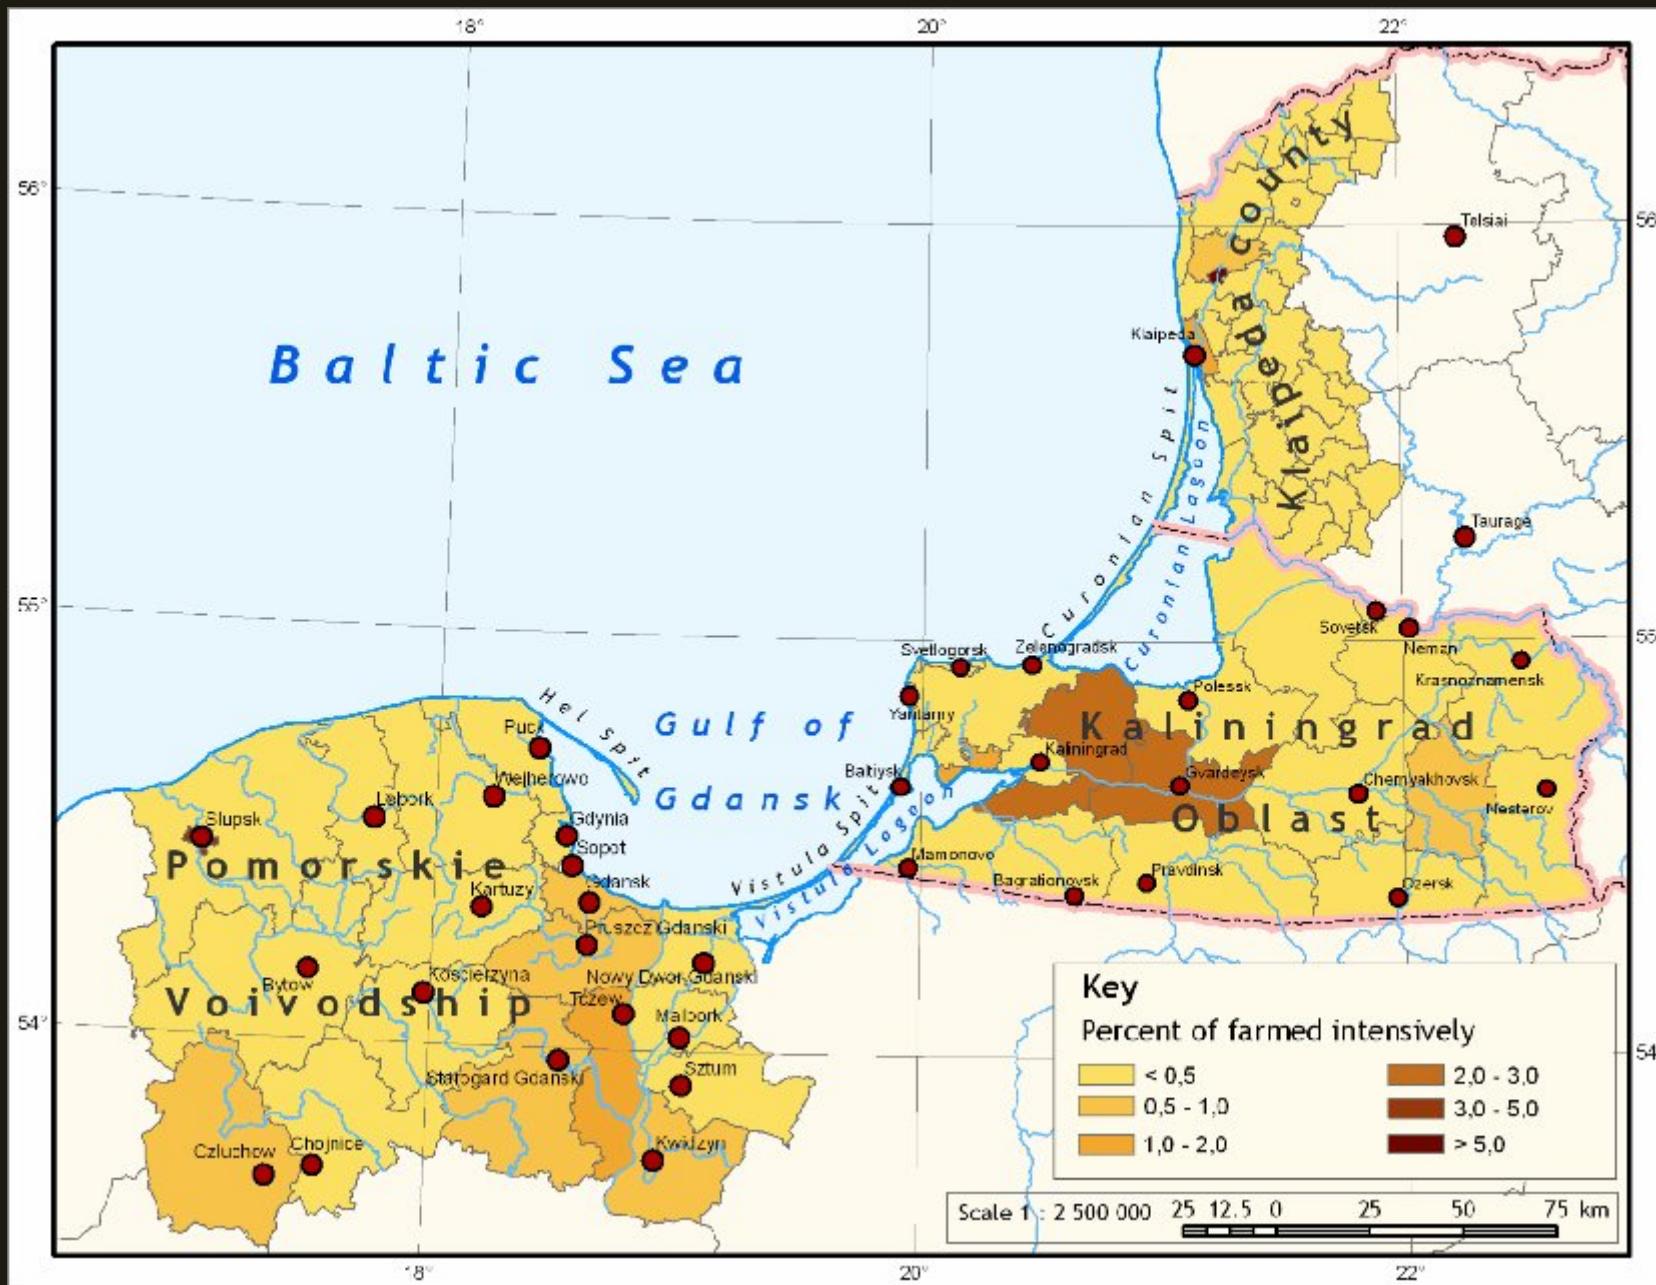 18°
20°
22°
56°
56
55°
55
54°
54
18°
20°
22°
Baltic Sea
Gulf of
Gdansk
Klaipeda county
Telsiai
Klaipeda
Curonian Spit
Curonian Lagoon
Taurage
Sovetsk
Neman
Krasnoznamensk
Svetlogorsk
Zelenogradsk
Polessk
Yantarny
Kaliningrad
Kaliningrad
Oblast
Baltiysk
Gvardeysk
Chernyakhovsk
Nesterov
Mamonovo
Bagrationovsk
Pravdinsk
Ozersk
Vistula Spit
Vistula Lagoon
Hel Spit
Puck
Wejherowo
Lebork
Slupsk
Gdynia
Sopot
Pomorskie
Kartuzy
Gdansk
Pruszcz Gdanski
Nowy Dwor Gdanski
Bytow
Koscierzyna
Voivodship
Tczew
Malbork
Starogard Gdanski
Sztum
Czluchow
Chojnice
Kwidzyn
Key
Percent of farmed intensively
< 0,5
0,5 - 1,0
1,0 - 2,0
2,0 - 3.0
3,0 - 5,0
> 5,0
Scale 1 : 2 500 000
25 12.5 0 25 50 75 km